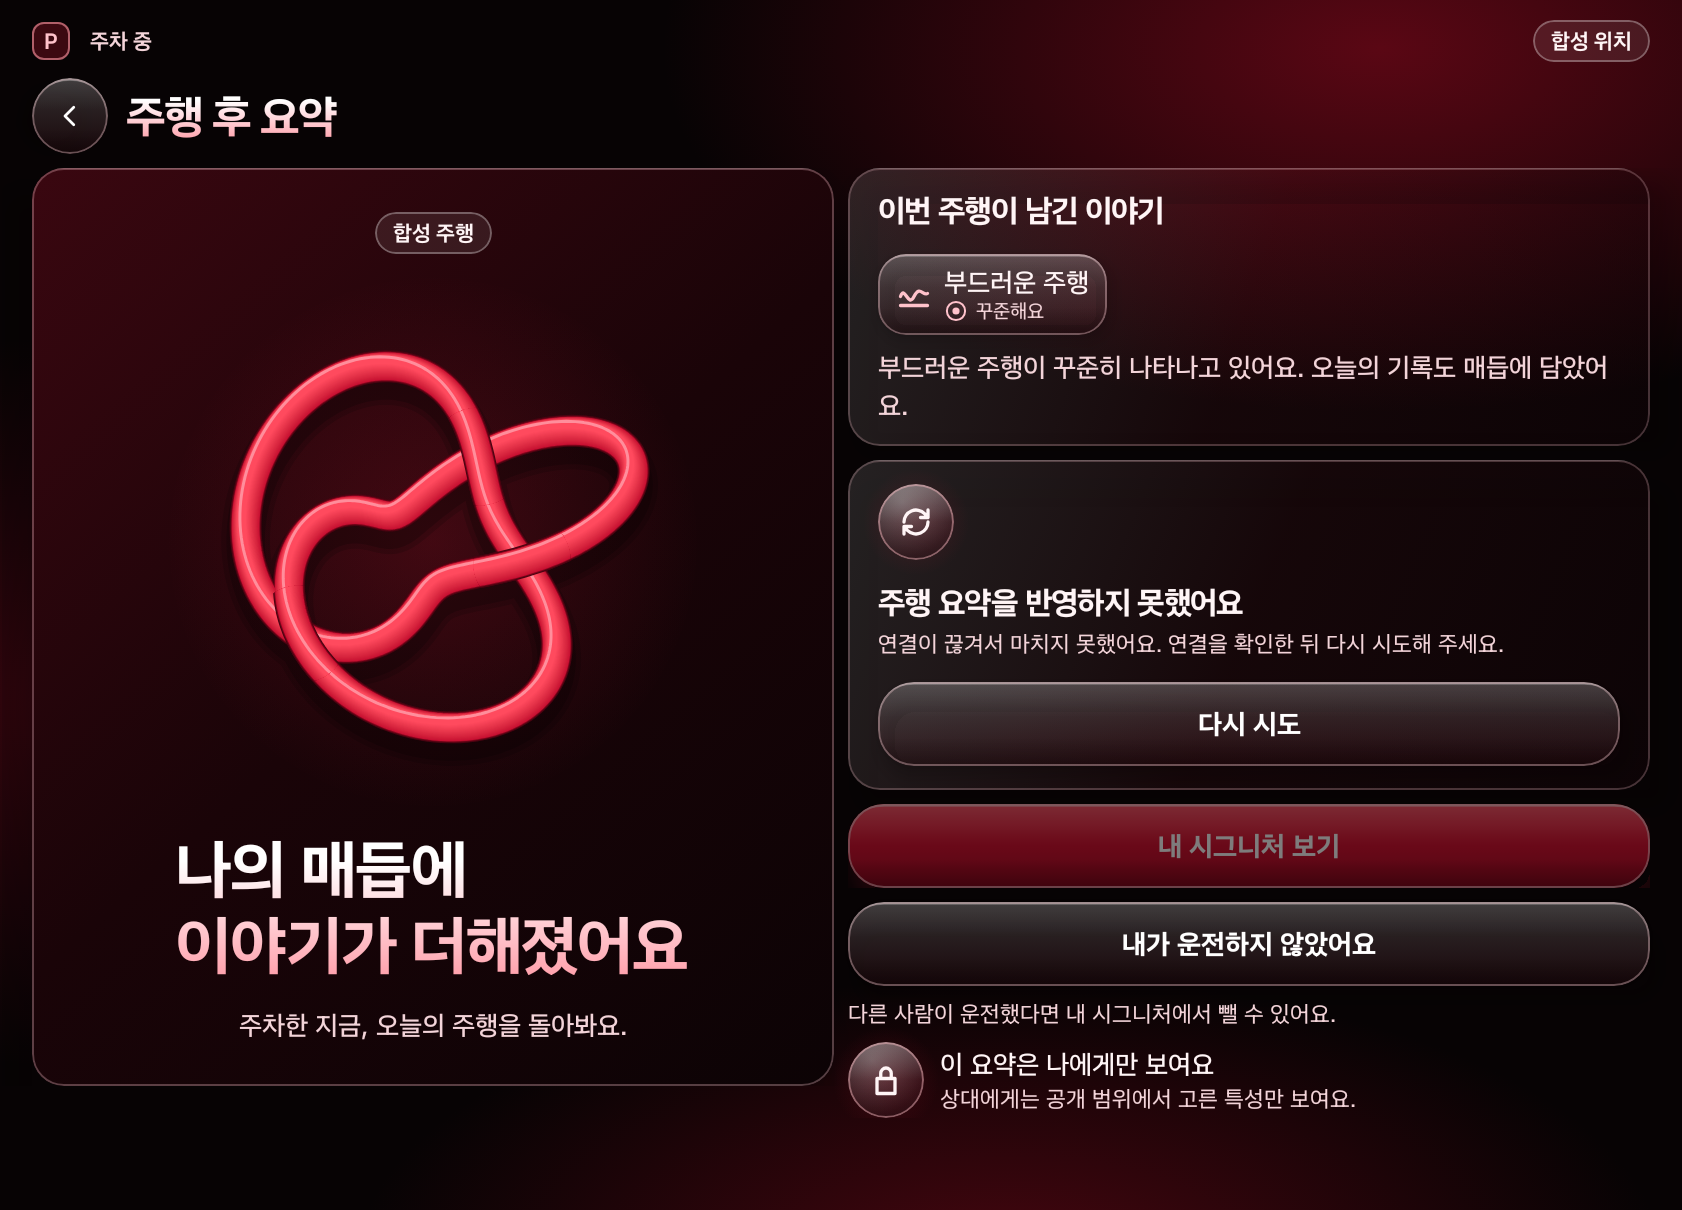 P 주차 중
합성 위치
주행 후 요약
합성 주행
나의 매듭에
이야기가 더해졌어요
주차한 지금, 오늘의 주행을 돌아봐요.
이번 주행이 남긴 이야기
부드러운 주행
꾸준해요
부드러운 주행이 꾸준히 나타나고 있어요. 오늘의 기록도 매듭에 담았어
요.
주행 요약을 반영하지 못했어요
연결이 끊겨서 마치지 못했어요. 연결을 확인한 뒤 다시 시도해 주세요.
다시 시도
내 시그니처 보기
내가 운전하지 않았어요
다른 사람이 운전했다면 내 시그니처에서 뺄 수 있어요.
이 요약은 나에게만 보여요
상대에게는 공개 범위에서 고른 특성만 보여요.